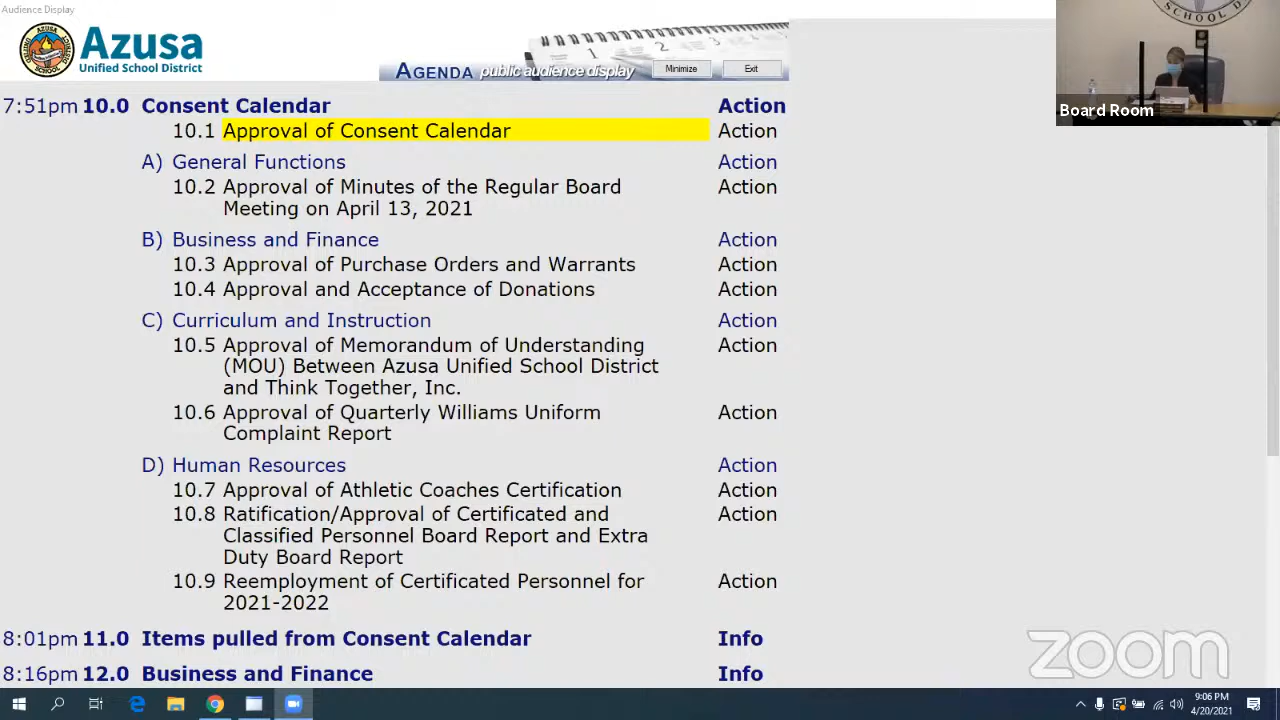 Audience Display
Azusa
Unified School District
AGENDA public audience display
Minimize
Exit
SCHOOL D
Board Room
7:51pm 10.0 Consent Calendar Action
10.1 Approval of Consent Calendar Action
A) General Functions Action
10.2 Approval of Minutes of the Regular Board Action
Meeting on April 13, 2021
B) Business and Finance Action
10.3 Approval of Purchase Orders and Warrants Action
10.4 Approval and Acceptance of Donations Action
C) Curriculum and Instruction Action
10.5 Approval of Memorandum of Understanding Action
(MOU) Between Azusa Unified School District
and Think Together, Inc.
10.6 Approval of Quarterly Williams Uniform Action
Complaint Report
D) Human Resources Action
10.7 Approval of Athletic Coaches Certification Action
10.8 Ratification/Approval of Certificated and Action
Classified Personnel Board Report and Extra
Duty Board Report
10.9 Reemployment of Certificated Personnel for Action
2021-2022
8:01pm 11.0 Items pulled from Consent Calendar Info
8:16pm 12.0 Business and Finance Info
zoom
9:06 PM
4/20/2021